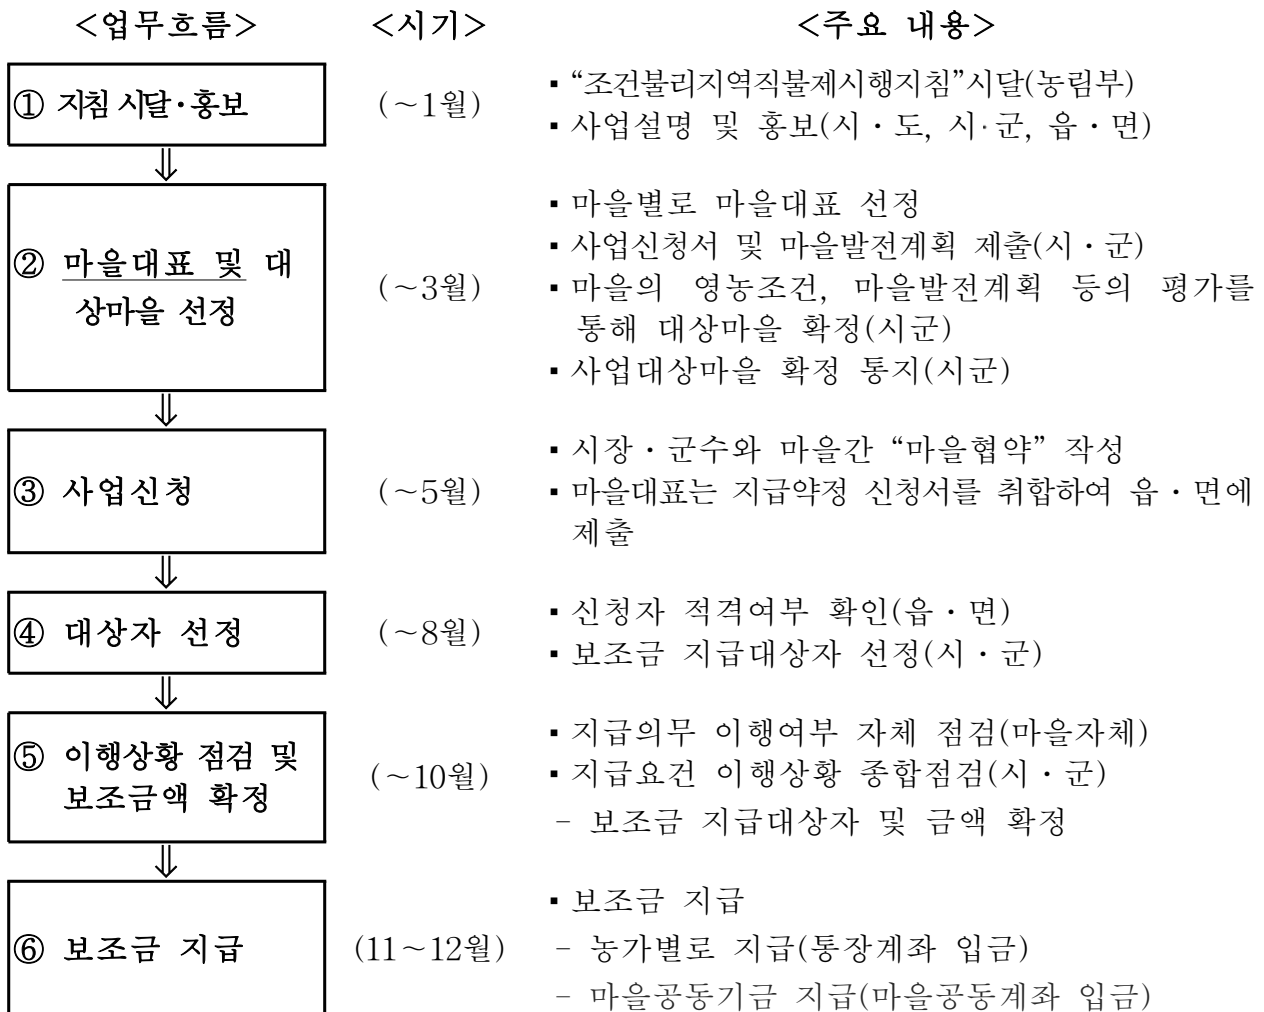 <업무흐름> <시기> <주요 내용>
① 지침 시달·홍보 (~1월)
▪ “조건불리지역직불제시행지침”시달(농림부)
▪ 사업설명 및 홍보(시·도, 시·군, 읍·면)
⇓
② 마을대표 및 대
상마을 선정
(~3월)
▪ 마을별로 마을대표 선정
▪ 사업신청서 및 마을발전계획 제출(시·군)
▪ 마을의 영농조건, 마을발전계획 등의 평가를
통해 대상마을 확정(시군)
▪ 사업대상마을 확정 통지(시군)
⇓
③ 사업신청 (~5월)
▪ 시장·군수와 마을간 “마을협약” 작성
▪ 마을대표는 지급약정 신청서를 취합하여 읍·면에
제출
⇓
④ 대상자 선정 (~8월)
▪ 신청자 적격여부 확인(읍·면)
▪ 보조금 지급대상자 선정(시·군)
⇓
⑤ 이행상황 점검 및
보조금액 확정
(~10월)
▪ 지급의무 이행여부 자체 점검(마을자체)
▪ 지급요건 이행상황 종합점검(시·군)
- 보조금 지급대상자 및 금액 확정
⇓
⑥ 보조금 지급 (11~12월)
▪ 보조금 지급
- 농가별로 지급(통장계좌 입금)
- 마을공동기금 지급(마을공동계좌 입금)